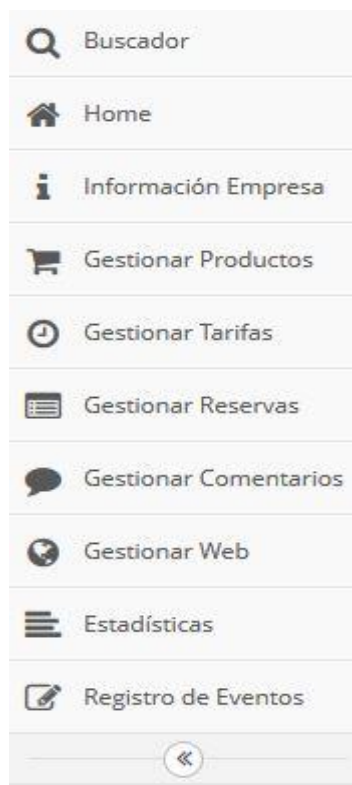 Buscador
Home
Información Empresa
Gestionar Productos
Gestionar Tarifas
Gestionar Reservas
Gestionar Comentarios
Gestionar Web
Estadísticas
Registro de Eventos